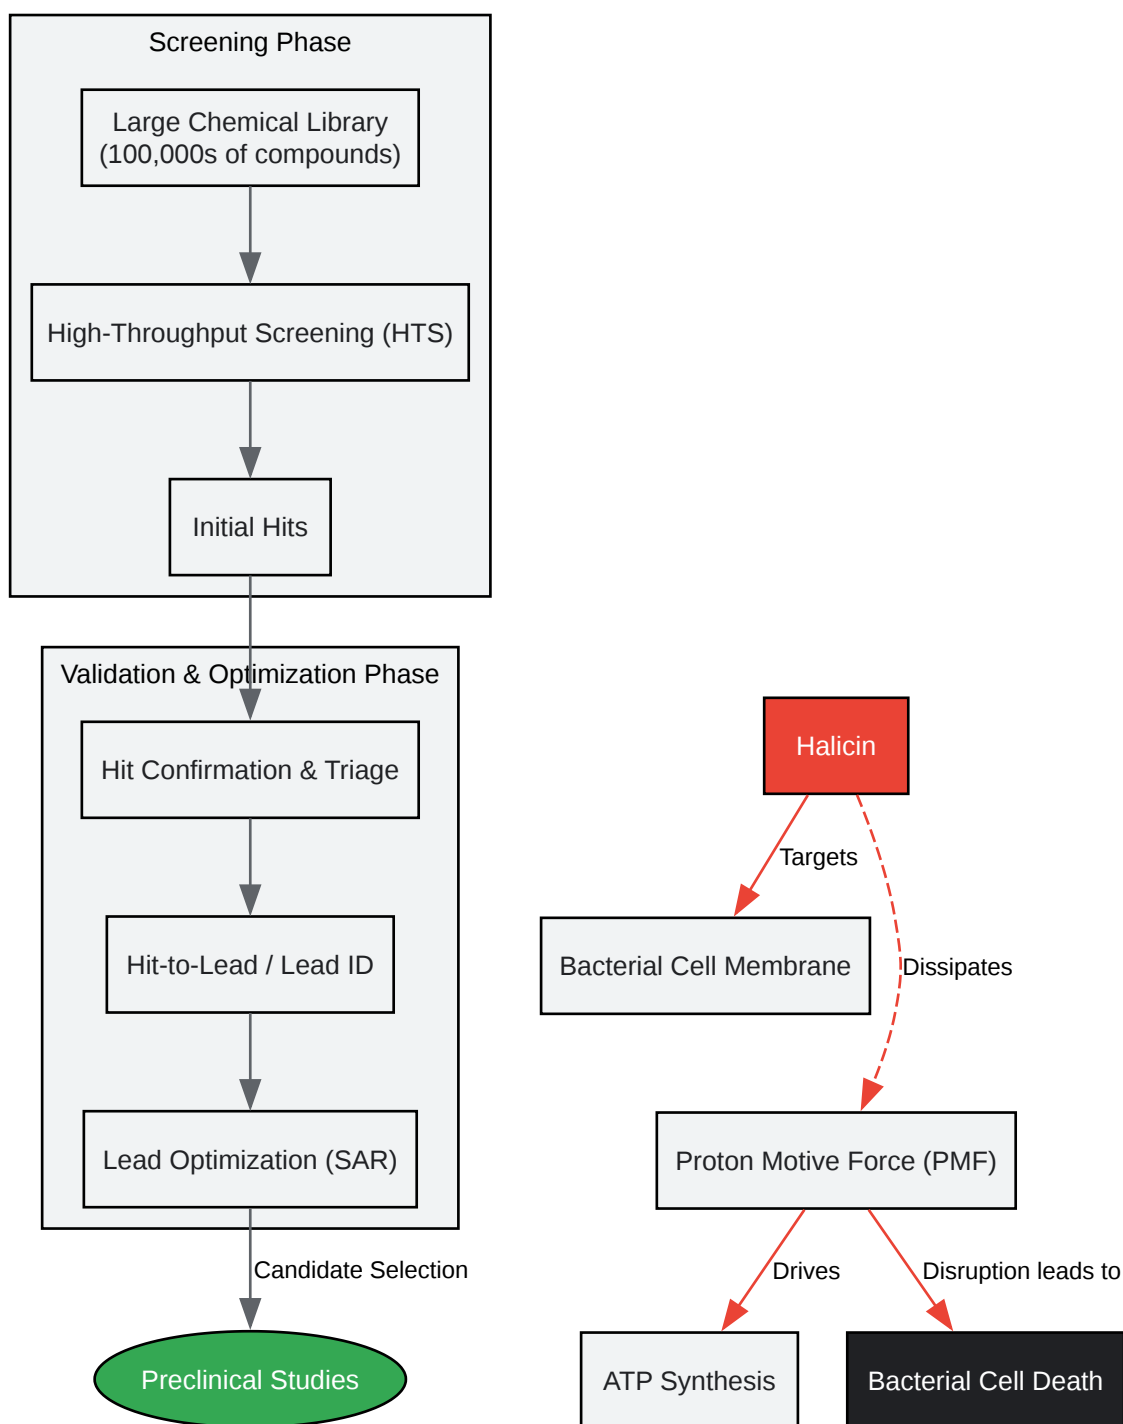 Screening Phase
Large Chemical Library
(100,000s of compounds)
High-Throughput Screening (HTS)
Initial Hits
Validation & Optimization Phase
Hit Confirmation & Triage
Hit-to-Lead / Lead ID
Lead Optimization (SAR)
Candidate Selection
Preclinical Studies
Halicin
Targets
Bacterial Cell Membrane
Dissipates
Proton Motive Force (PMF)
Drives
Disruption leads to
ATP Synthesis
Bacterial Cell Death